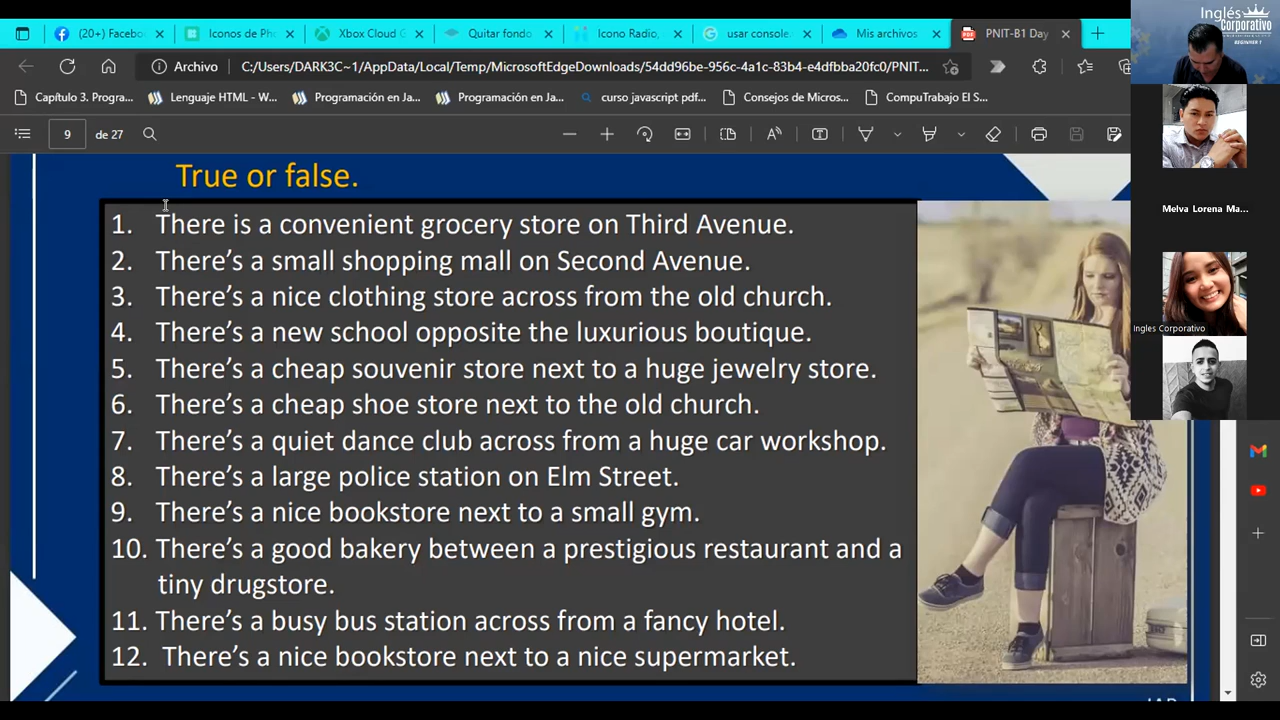 (20+) Faceboo
Iconos de Pho
Xbox Cloud G
Quitar fondo
Icono Radio,
usar console.
Mis archivos
PNIT-B1 Day
Archivo
C:/Users/DARK3C~1/AppData/Local/Temp/MicrosoftEdgeDownloads/54dd96be-956c-4a1c-83b4-e4dfbba20fc0/PNIT...
Capítulo 3. Progra...
Lenguaje HTML - W...
Programación en Ja...
Programación en Ja...
curso javascript pdf...
Consejos de Micros...
CompuTrabajo El S...
9 de 27
Inglés
Corporativo
BEGINNER 1
Melva Lorena Ma...
Ingles Corporativo
True or false.
1. There is a convenient grocery store on Third Avenue.
2. There's a small shopping mall on Second Avenue.
3. There's a nice clothing store across from the old church.
4. There's a new school opposite the luxurious boutique.
5. There's a cheap souvenir store next to a huge jewelry store.
6. There's a cheap shoe store next to the old church.
7. There's a quiet dance club across from a huge car workshop.
8. There's a large police station on Elm Street.
9. There's a nice bookstore next to a small gym.
10. There's a good bakery between a prestigious restaurant and a
tiny drugstore.
11. There's a busy bus station across from a fancy hotel.
12. There's a nice bookstore next to a nice supermarket.